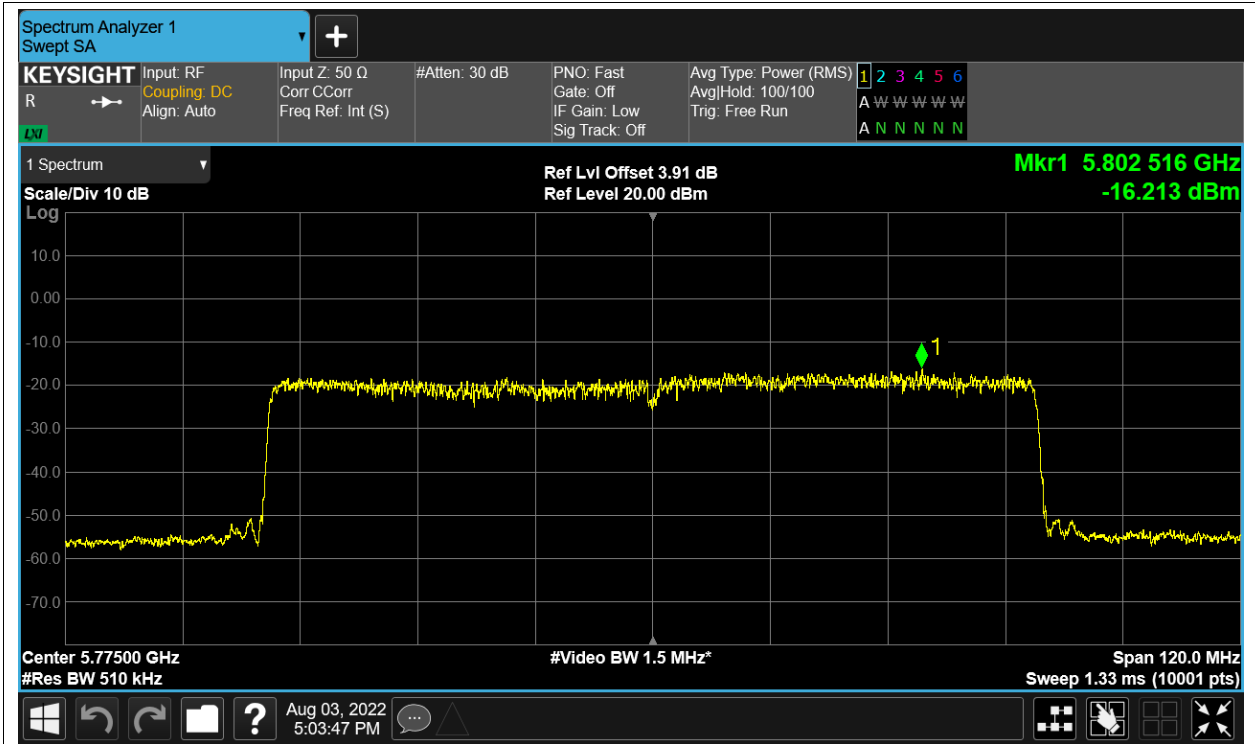 Spectrum Analyzer 1
Swept SA
KEYSIGHT
R
LXI
Input: RF
Coupling: DC
Align: Auto
Input Z: 50 Ω
Corr CCorr
Freq Ref: Int (S)
#Atten: 30 dB
PNO: Fast
Gate: Off
IF Gain: Low
Sig Track: Off
Avg Type: Power (RMS)
Avg|Hold: 100/100
Trig: Free Run
1 2 3 4 5 6
A W W W W W
A N N N N N
1 Spectrum
Scale/Div 10 dB
Log
Ref Lvl Offset 3.91 dB
Ref Level 20.00 dBm
Mkr1 5.802 516 GHz
-16.213 dBm
10.0
0.00
-10.0
1
-20.0
-30.0
-40.0
-50.0
-60.0
-70.0
Center 5.77500 GHz
#Res BW 510 kHz
#Video BW 1.5 MHz*
Span 120.0 MHz
Sweep 1.33 ms (10001 pts)
?
Aug 03, 2022
5:03:47 PM